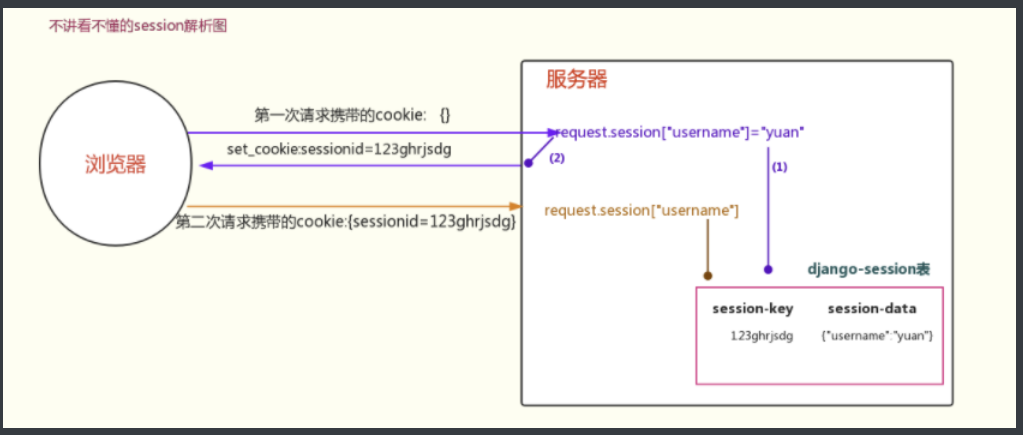 不讲看不懂的session解析图
服务器
第一次请求携带的cookie: {}
request.session["username"]="yuan"
set_cookie:sessionid=123ghrjsdg
(2)
(1)
浏览器
第二次请求携带的cookie:{sessionid=123ghrjsdg}
request.session["username"]
django-session表
session-key session-data
123ghrjsdg {"username":"yuan"}